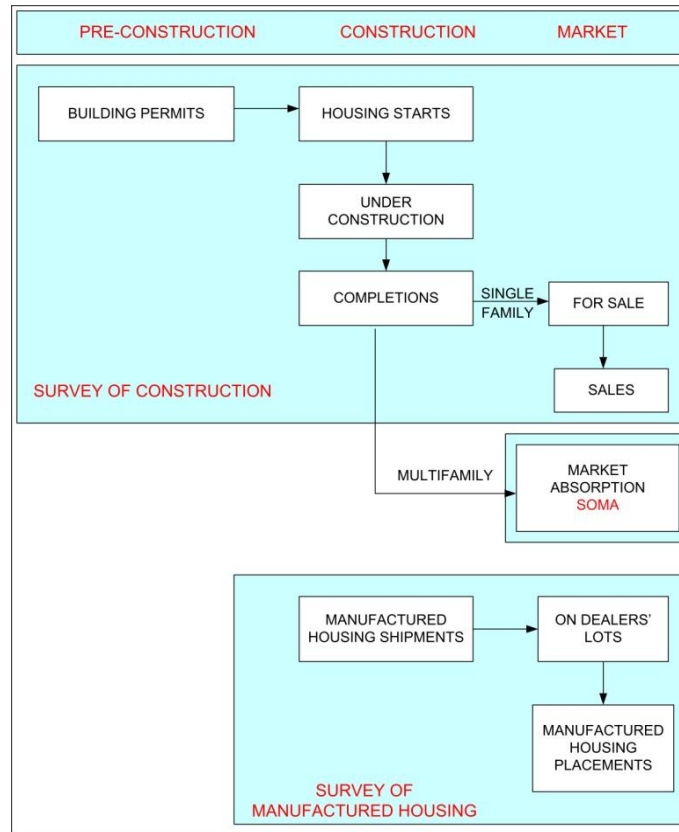 PRE-CONSTRUCTION CONSTRUCTION MARKET
BUILDING PERMITS
HOUSING STARTS
UNDER
CONSTRUCTION
COMPLETIONS
SINGLE
FAMILY
FOR SALE
SALES
SURVEY OF CONSTRUCTION
MULTIFAMILY
MARKET
ABSORPTION
SOMA
MANUFACTURED
HOUSING SHIPMENTS
ON DEALERS'
LOTS
MANUFACTURED
HOUSING
PLACEMENTS
SURVEY OF
MANUFACTURED HOUSING